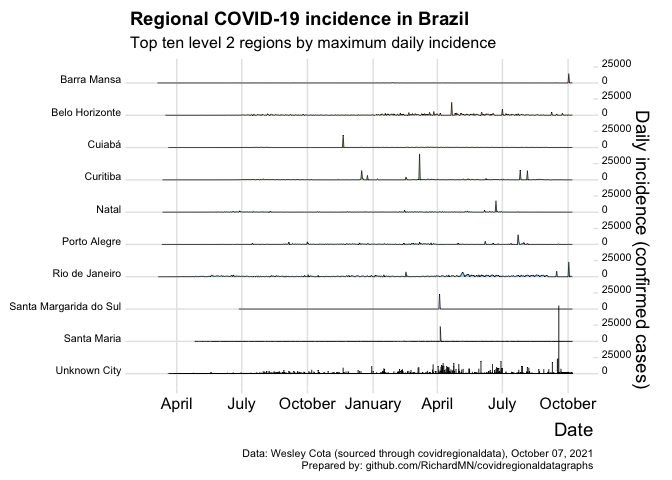 Regional COVID-19 incidence in Brazil
Top ten level 2 regions by maximum daily incidence
25000
Barra Mansa 0
25000
Belo Horizonte 0
25000
Cuiabá 0
25000
Curitiba 0
25000
Natal 0
25000
Porto Alegre 0
25000
Rio de Janeiro 0
25000
Santa Margarida do Sul 0
25000
Santa Maria 0
25000
Unknown City 0
Daily incidence (confirmed cases)
April July October January April July October
Date
Data: Wesley Cota (sourced through covidregionaldata), October 07, 2021
Prepared by: github.com/RichardMN/covidregionaldatagraphs